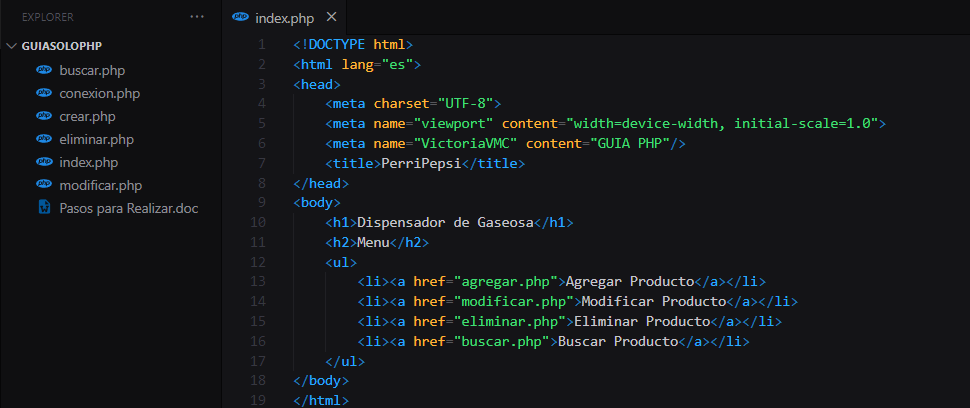 EXPLORER
GUIASOLOPHP
buscar.php
conexion.php
crear.php
eliminar.php
index.php
modificar.php
Pasos para Realizar.doc
index.php
1 <!DOCTYPE html>
2 <html lang="es">
3 <head>
4 <meta charset="UTF-8">
5 <meta name="viewport" content="width=device-width, initial-scale=1.0">
6 <meta name="VictoriaVMC" content="GUIA PHP"/>
7 <title>PerriPepsi</title>
8 </head>
9 <body>
10 <h1>Dispensador de Gaseosa</h1>
11 <h2>Menu</h2>
12 <ul>
13 <li><a href="agregar.php">Agregar Producto</a></li>
14 <li><a href="modificar.php">Modificar Producto</a></li>
15 <li><a href="eliminar.php">Eliminar Producto</a></li>
16 <li><a href="buscar.php">Buscar Producto</a></li>
17 </ul>
18 </body>
19 </html>